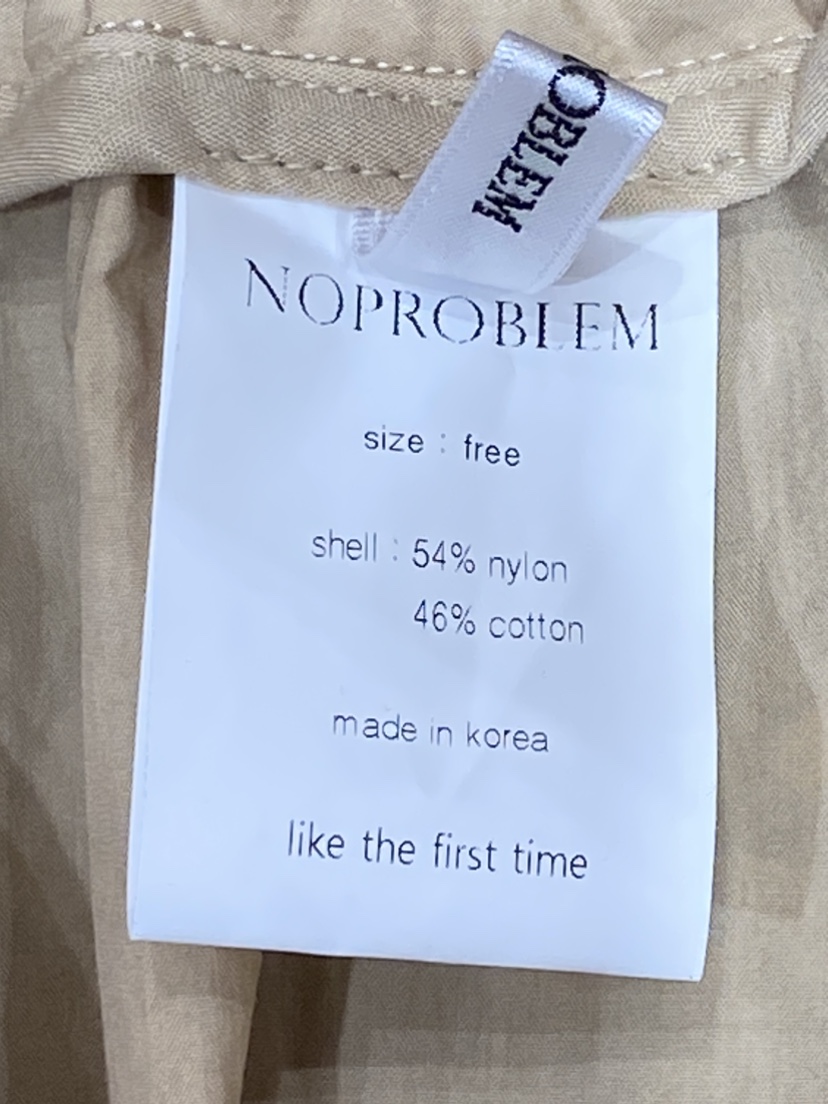 OBLEM
NOPROBLEM
size : free
shell : 54% nylon
46% cotton
made in korea
like the first time